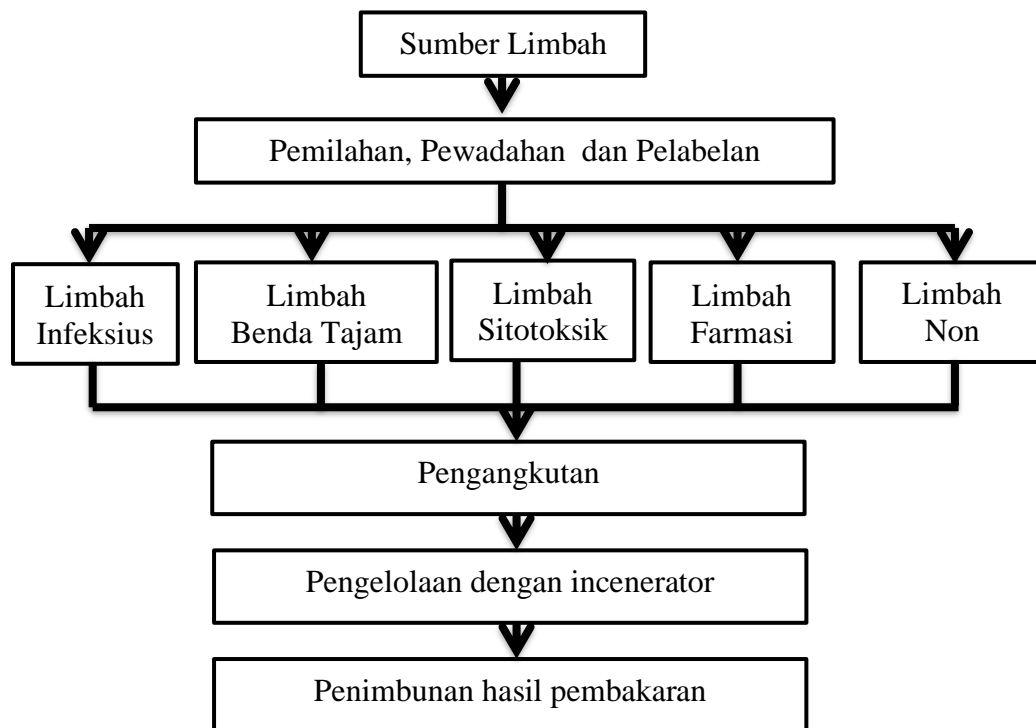 Sumber Limbah
Pemilahan, Pewadahan dan Pelabelan
Limbah
Infeksius
Limbah
Benda Tajam
Limbah
Sitotoksik
Limbah
Farmasi
Limbah
Non
Pengangkutan
Pengelolaan dengan incenerator
Penimbunan hasil pembakaran